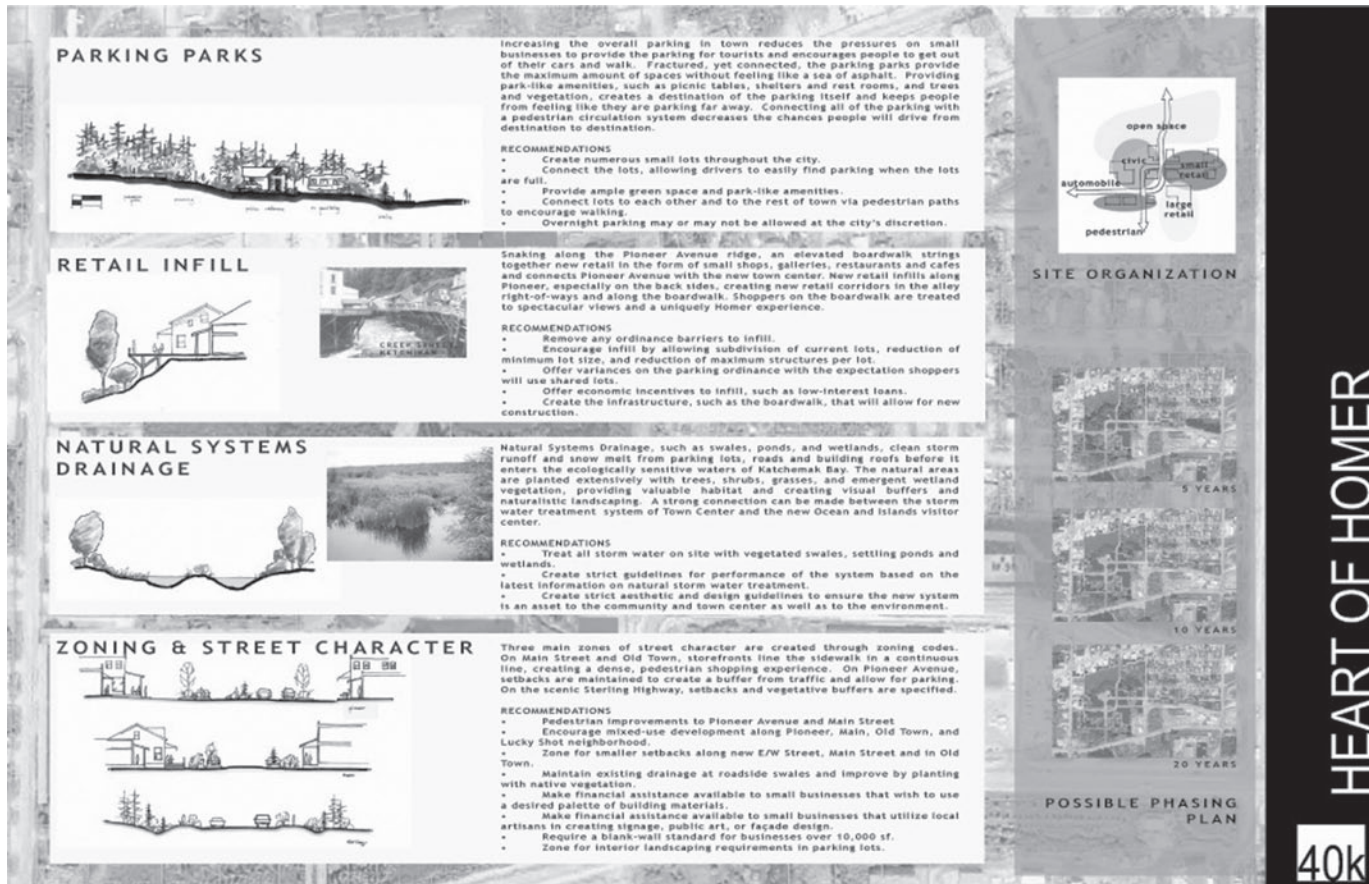 PARKING PARKS
Increasing the overall parking in town reduces the pressures on small
businesses to provide the parking for tourists and encourages people to get out
of their cars and walk. Fractured, yet connected, the parking parks provide
the maximum amount of spaces without feeling like a sea of asphalt. Providing
park-like amenities, such as picnic tables, shelters and rest rooms, and trees
and vegetation, creates a destination of the parking itself and keeps people
from feeling like they are parking far away. Connecting all of the parking with
a pedestrian circulation system decreases the chances people will drive from
destination to destination.
RECOMMENDATIONS
• Create numerous small lots throughout the city.
• Connect the lots, allowing drivers to easily find parking when the lots
are full.
• Provide ample green space and park-like amenities.
• Connect lots to each other and to the rest of town via pedestrian paths
to encourage walking.
• Overnight parking may or may not be allowed at the city's discretion.
RETAIL INFILL
CREEK STREET
KETCHIKAN
Snaking along the Pioneer Avenue ridge, an elevated boardwalk strings
together new retail in the form of small shops, galleries, restaurants and cafes
and connects Pioneer Avenue with the new town center. New retail infills along
Pioneer, especially on the back sides, creating new retail corridors in the alley
right-of-ways and along the boardwalk. Shoppers on the boardwalk are treated
to spectacular views and a uniquely Homer experience.
RECOMMENDATIONS
• Remove any ordinance barriers to infill.
• Encourage infill by allowing subdivision of current lots, reduction of
minimum lot size, and reduction of maximum structures per lot.
• Offer variances on the parking ordinance with the expectation shoppers
will use shared lots.
• Offer economic incentives to infill, such as low-interest loans.
• Create the infrastructure, such as the boardwalk, that will allow for new
construction.
NATURAL SYSTEMS
DRAINAGE
Natural Systems Drainage, such as swales, ponds, and wetlands, clean storm
runoff and snow melt from parking lots, roads and building roofs before it
enters the ecologically sensitive waters of Katchemak Bay. The natural areas
are planted extensively with trees, shrubs, grasses, and emergent wetland
vegetation, providing valuable habitat and creating visual buffers and
naturalistic landscaping. A strong connection can be made between the storm
water treatment system of Town Center and the new Ocean and Islands visitor
center.
RECOMMENDATIONS
• Treat all storm water on site with vegetated swales, settling ponds and
wetlands.
• Create strict guidelines for performance of the system based on the
latest information on natural storm water treatment.
• Create strict aesthetic and design guidelines to ensure the new system
is an asset to the community and town center as well as to the environment.
ZONING & STREET CHARACTER
Three main zones of street character are created through zoning codes.
On Main Street and Old Town, storefronts line the sidewalk in a continuous
line, creating a dense, pedestrian shopping experience. On Pioneer Avenue,
setbacks are maintained to create a buffer from traffic and allow for parking.
On the scenic Sterling Highway, setbacks and vegetative buffers are specified.
RECOMMENDATIONS
• Pedestrian improvements to Pioneer Avenue and Main Street
• Encourage mixed-use development along Pioneer, Main, Old Town, and
Lucky Shot neighborhood.
Zone for smaller setbacks along new E/W Street, Main Street and in Old
Town.
• Maintain existing drainage at roadside swales and improve by planting
with native vegetation.
• Make financial assistance available to small businesses that wish to use
a desired palette of building materials.
• Make financial assistance available to small businesses that utilize local
artisans in creating signage, public art, or façade design.
• Require a blank-wall standard for businesses over 10,000 sf.
• Zone for interior landscaping requirements in parking lots.
open space
civic
small
retail
automobile
large
retail
pedestrian
SITE ORGANIZATION
5 YEARS
10 YEARS
20 YEARS
POSSIBLE PHASING
PLAN
HEART OF HOMER
40k